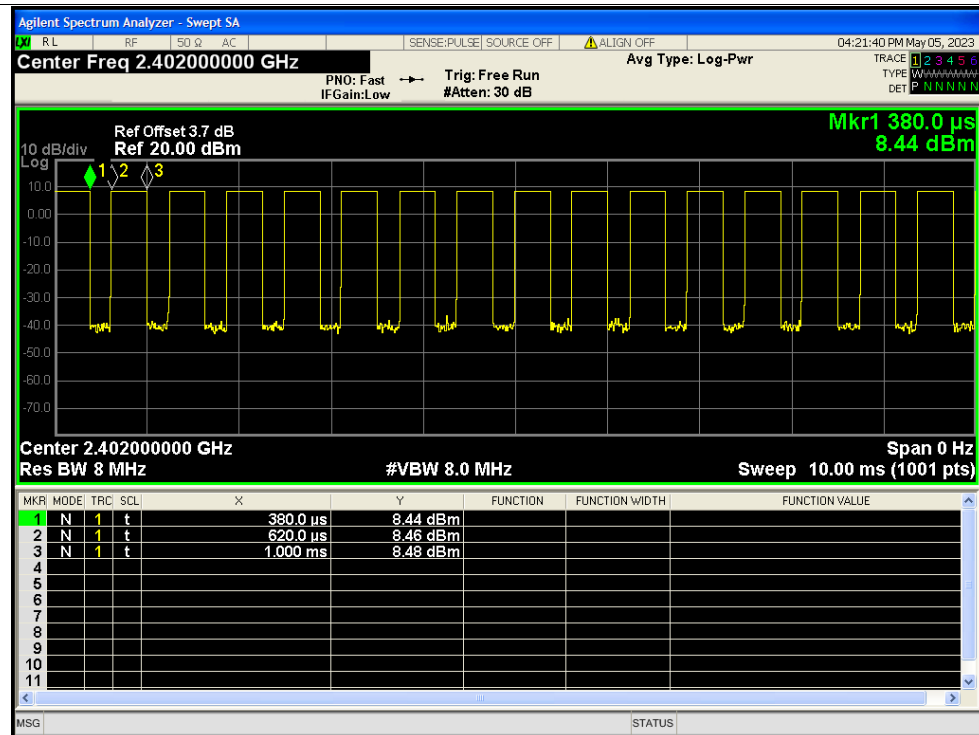 Agilent Spectrum Analyzer - Swept SA
LXI RL RF 50 Ω AC SENSE:PULSE SOURCE OFF ALIGN OFF 04:21:40 PM May 05, 2023
Center Freq 2.402000000 GHz
PNO: Fast
IFGain:Low
Trig: Free Run
#Atten: 30 dB
Avg Type: Log-Pwr
TRACE 1 2 3 4 5 6
TYPE WWWWWW
DET P N N N N N
Mkr1 380.0 µs
8.44 dBm
Ref Offset 3.7 dB
10 dB/div Ref 20.00 dBm
Log
1 2 3
10.0
0.00
-10.0
-20.0
-30.0
-40.0
-50.0
-60.0
-70.0
Center 2.402000000 GHz Span 0 Hz
Res BW 8 MHz #VBW 8.0 MHz Sweep 10.00 ms (1001 pts)
MKR MODE TRC SCL X Y FUNCTION FUNCTION WIDTH FUNCTION VALUE
1 N 1 t 380.0 µs 8.44 dBm
2 N 1 t 620.0 µs 8.46 dBm
3 N 1 t 1.000 ms 8.48 dBm
4
5
6
7
8
9
10
11
MSG STATUS